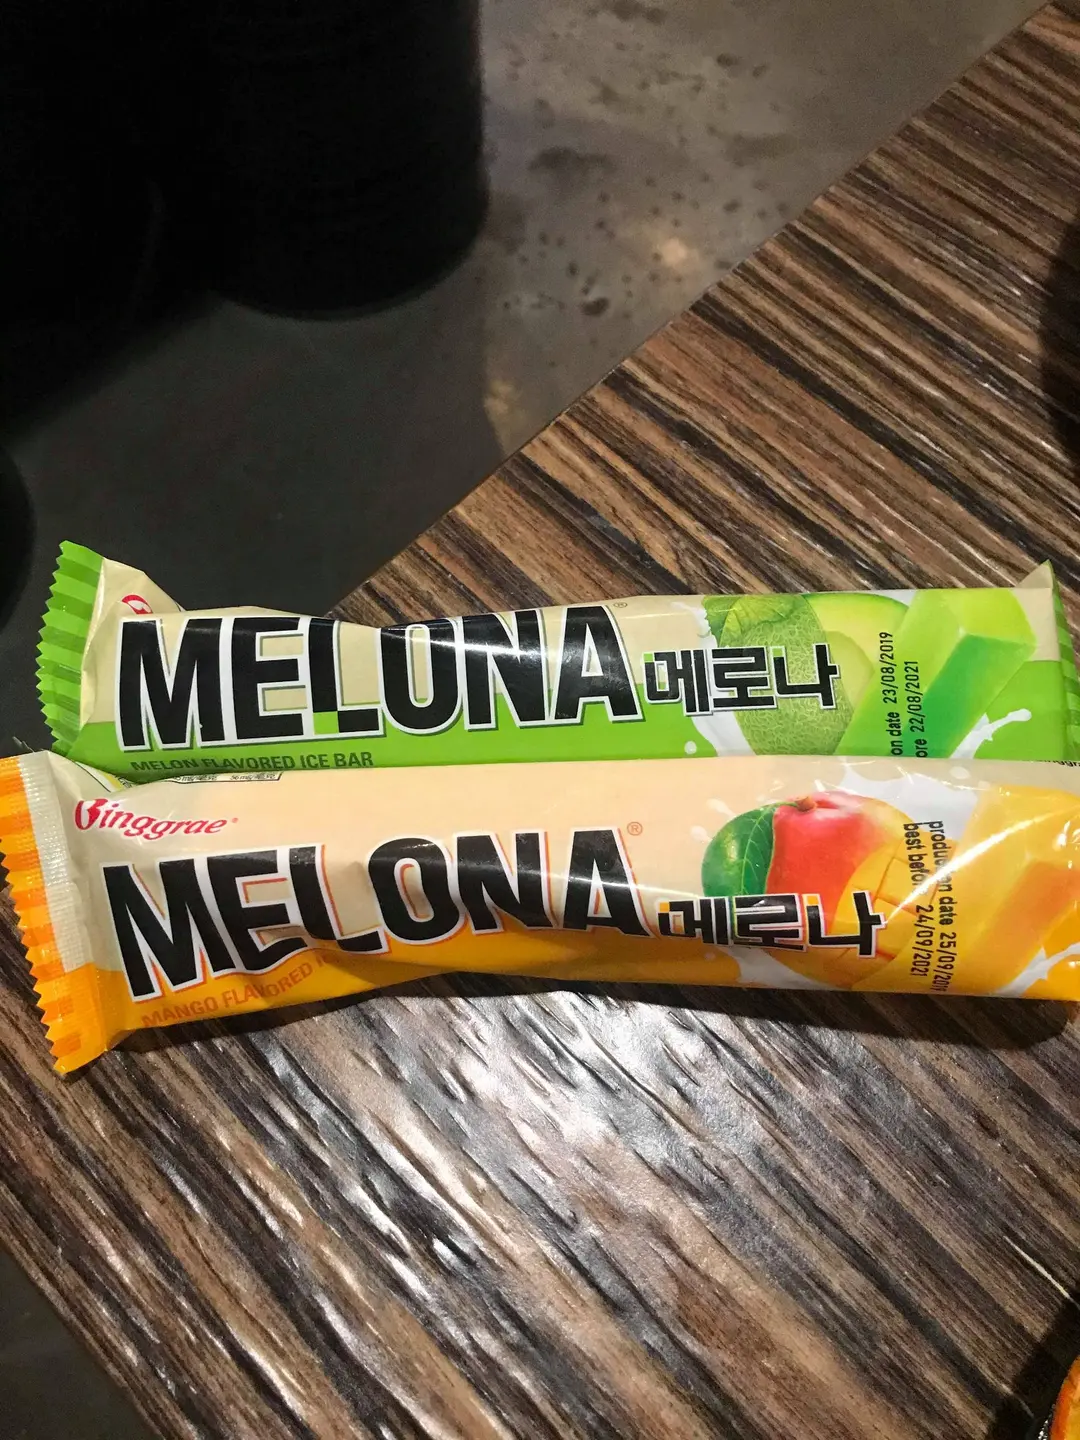 MELONA 메로나
MELON FLAVORED ICE BAR
on date 23/08/2019
ore 22/08/2021
Binggrae
MELONA® 메로나
MANGO FLAVORED
production date 25/09/2019
best before 24/09/2021